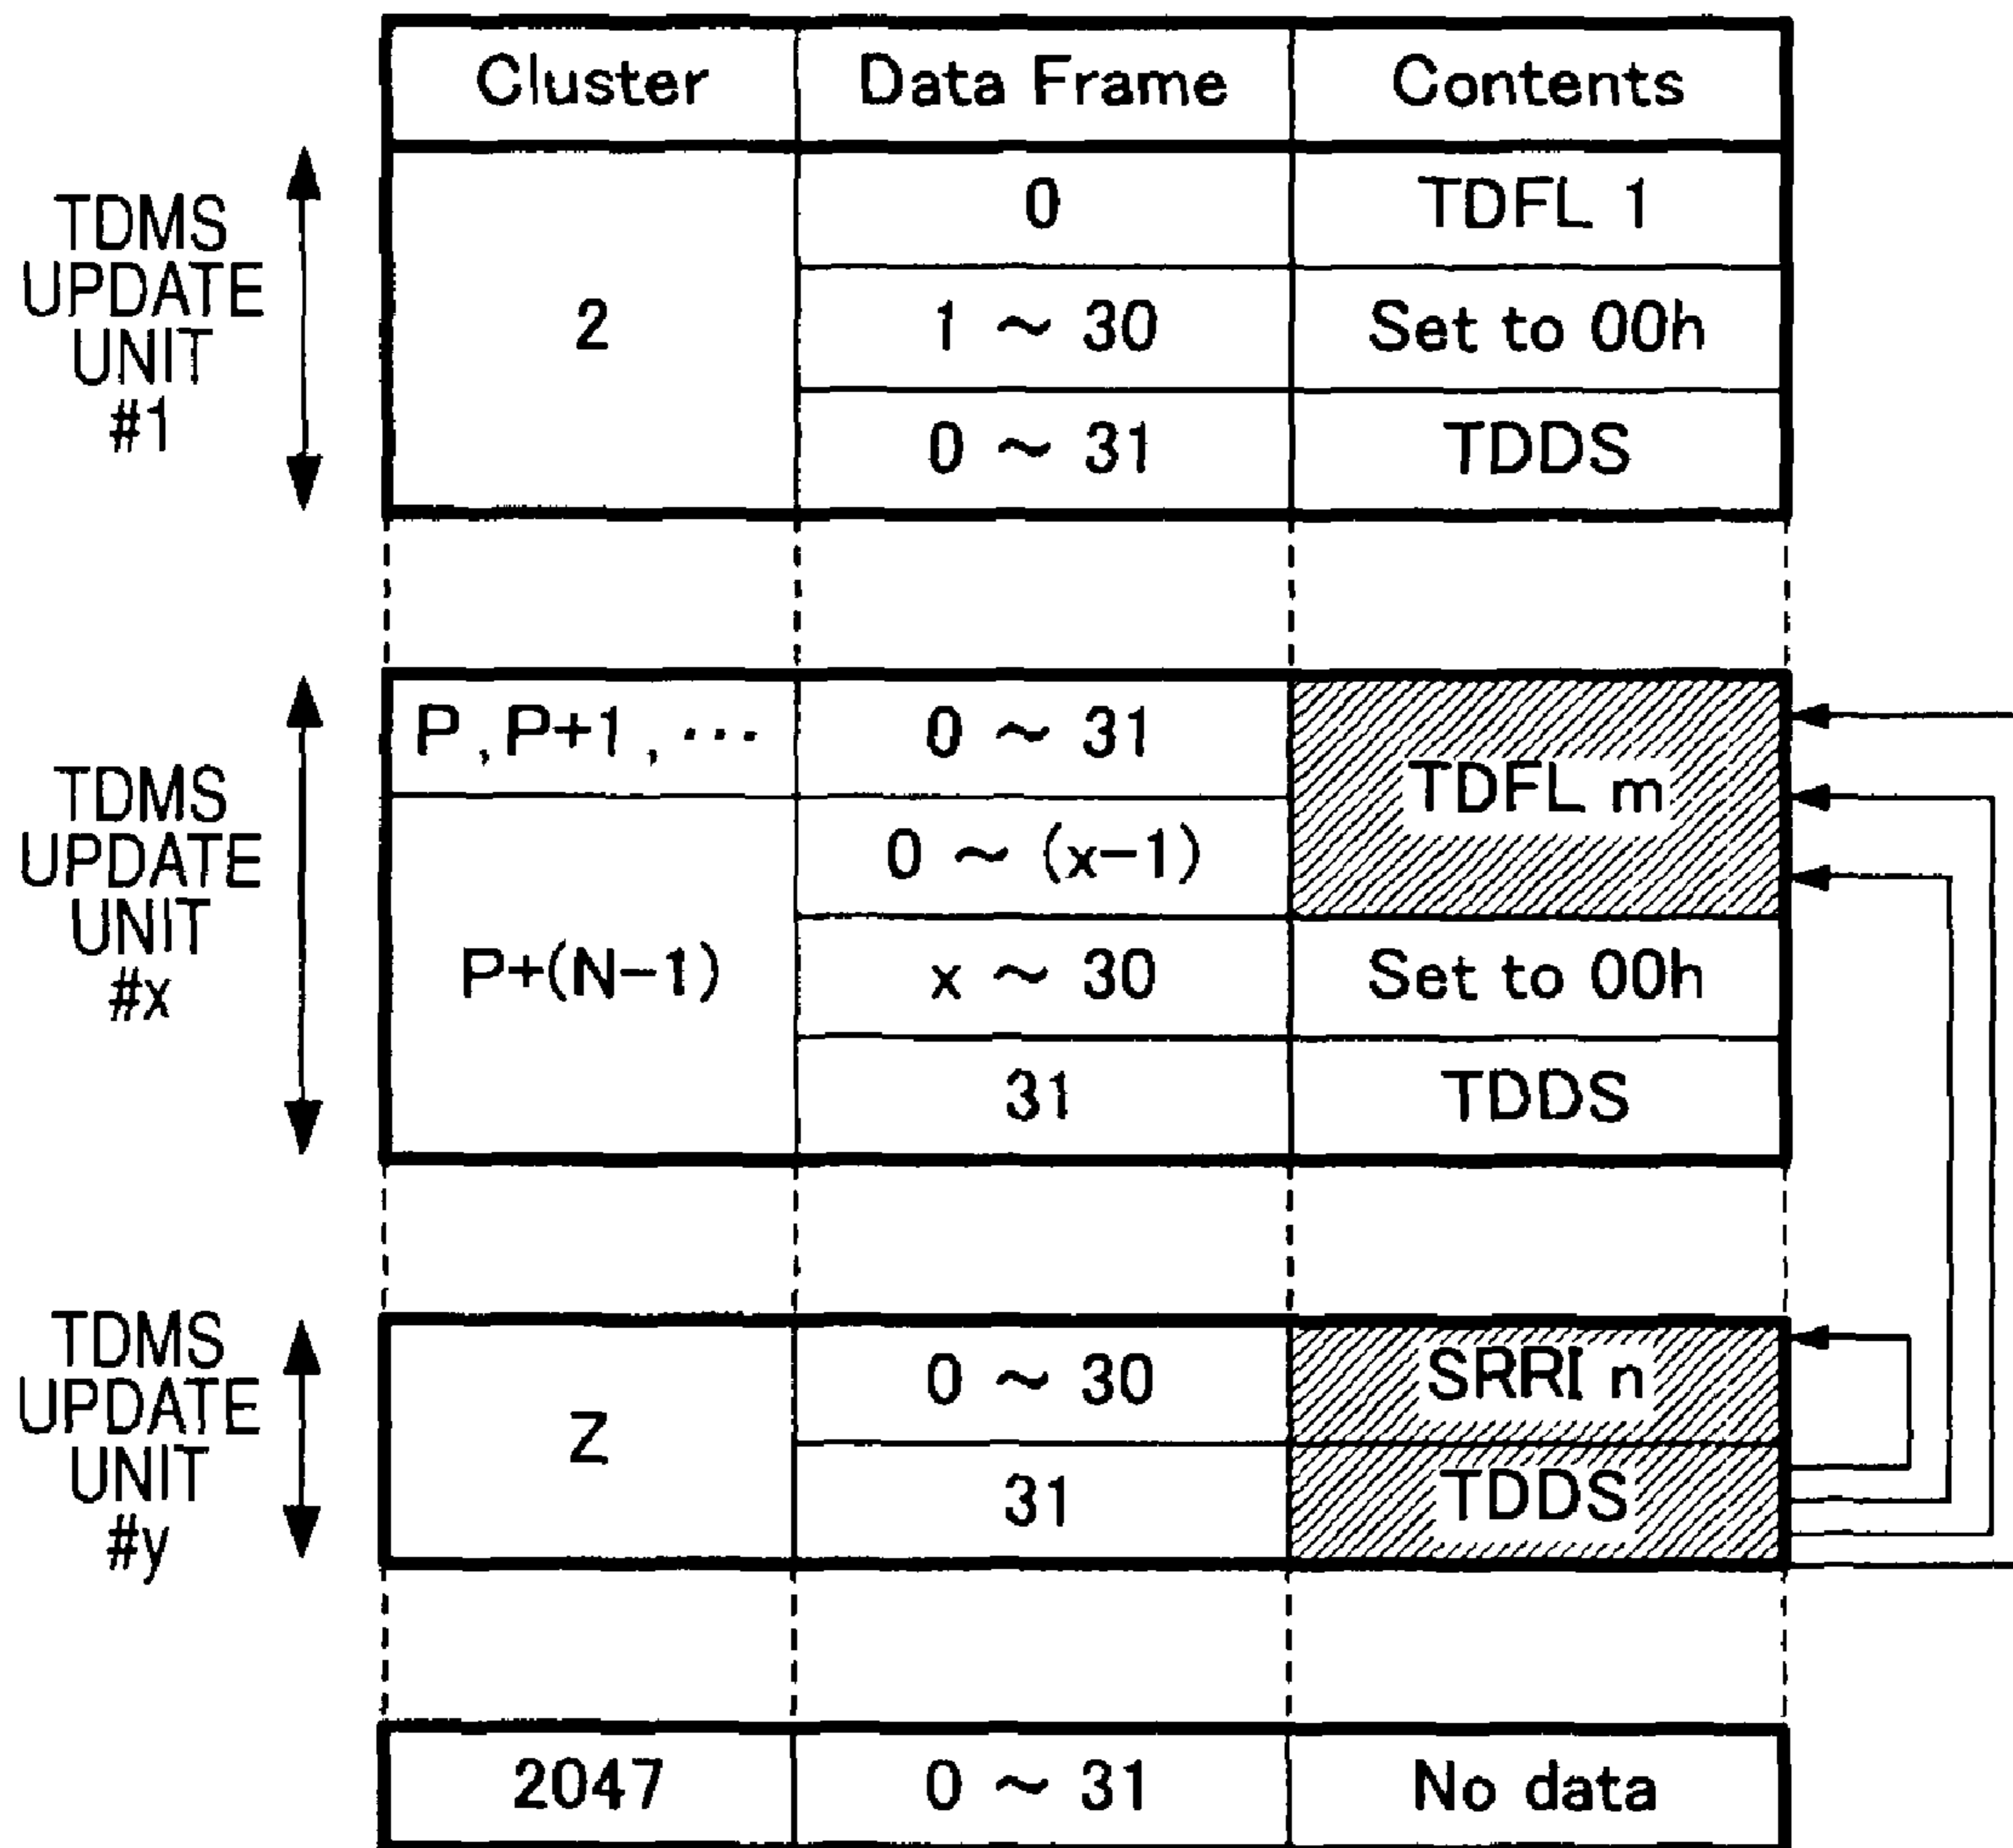 Cluster Data Frame Contents
TDMS
UPDATE
UNIT
#1
2
0 TDFL 1
1 ~ 30 Set to 00h
0 ~ 31 TDDS
TDMS
UPDATE
UNIT
#x
P, P+1, ··· 0 ~ 31
TDFL m
0 ~ (x-1)
P+(N-1) x ~ 30 Set to 00h
31 TDDS
TDMS
UPDATE
UNIT
#y
Z
0 ~ 30 SRRI n
31 TDDS
2047 0 ~ 31 No data